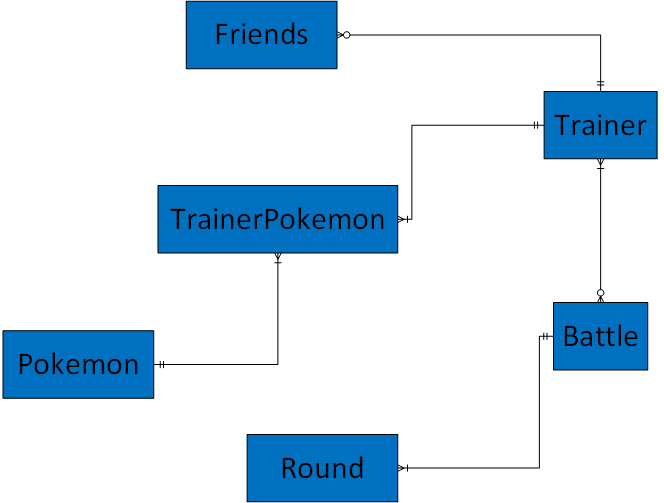 Friends
Trainer
TrainerPokemon
Battle
Pokemon
Round